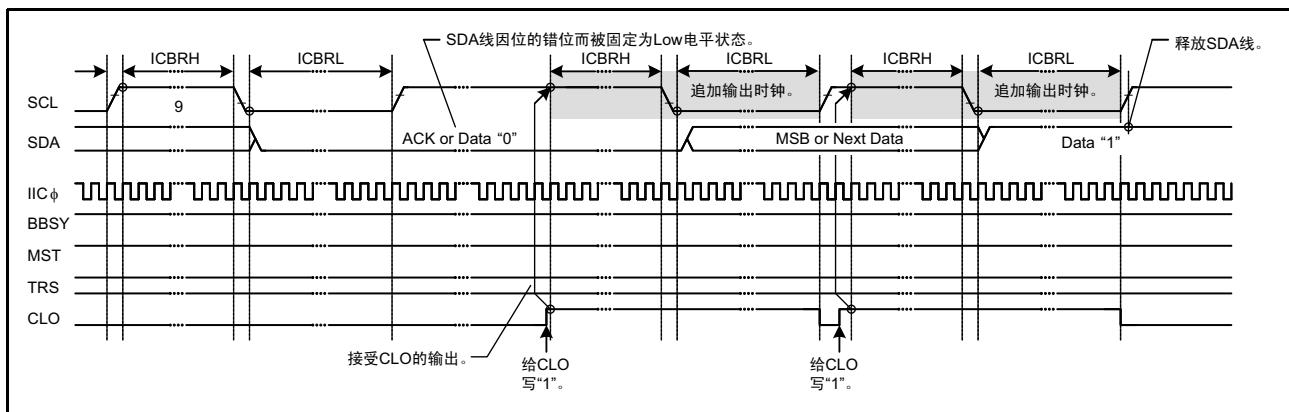 SDA线因位的错位而被固定为Low电平状态。
释放SDA线。
ICBRH
ICBRL
ICBRH
ICBRL
ICBRH
ICBRL
SCL
9
追加输出时钟。
追加输出时钟。
SDA
ACK or Data “0”
MSB or Next Data
Data “1”
IICφ
BBSY
MST
TRS
CLO
接受CLO的输出。
给CLO
写“1”。
给CLO
写“1”。